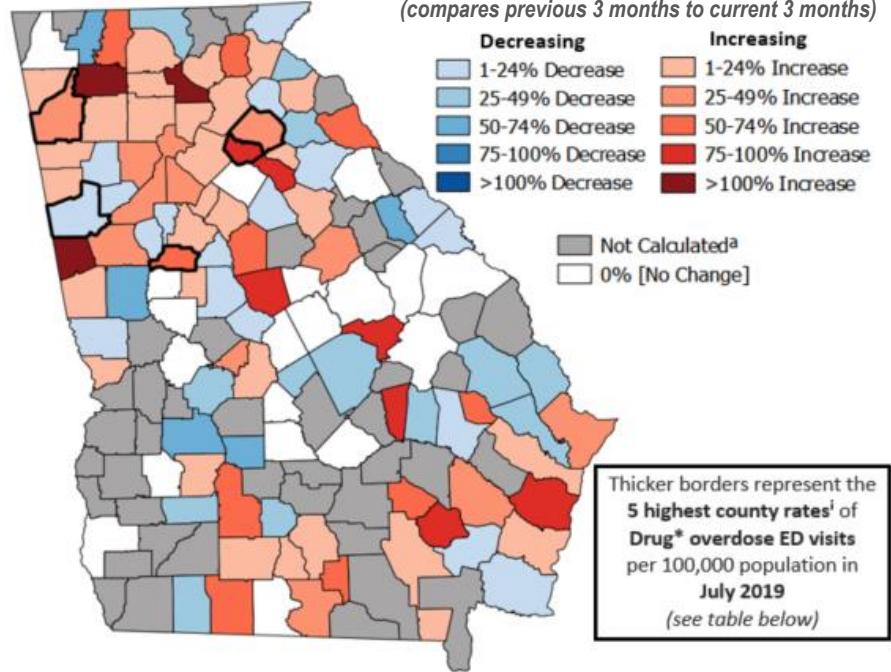 (compares previous 3 months to current 3 months)
Decreasing
Increasing
1-24% Decrease
1-24% Increase
25-49% Decrease
25-49% Increase
50-74% Decrease
50-74% Increase
75-100% Decrease
75-100% Increase
>100% Decrease
>100% Increase
Not Calculatedª
0% [No Change]
Thicker borders represent the
5 highest county ratesⁱ of
Drug* overdose ED visits
per 100,000 population in
July 2019
(see table below)